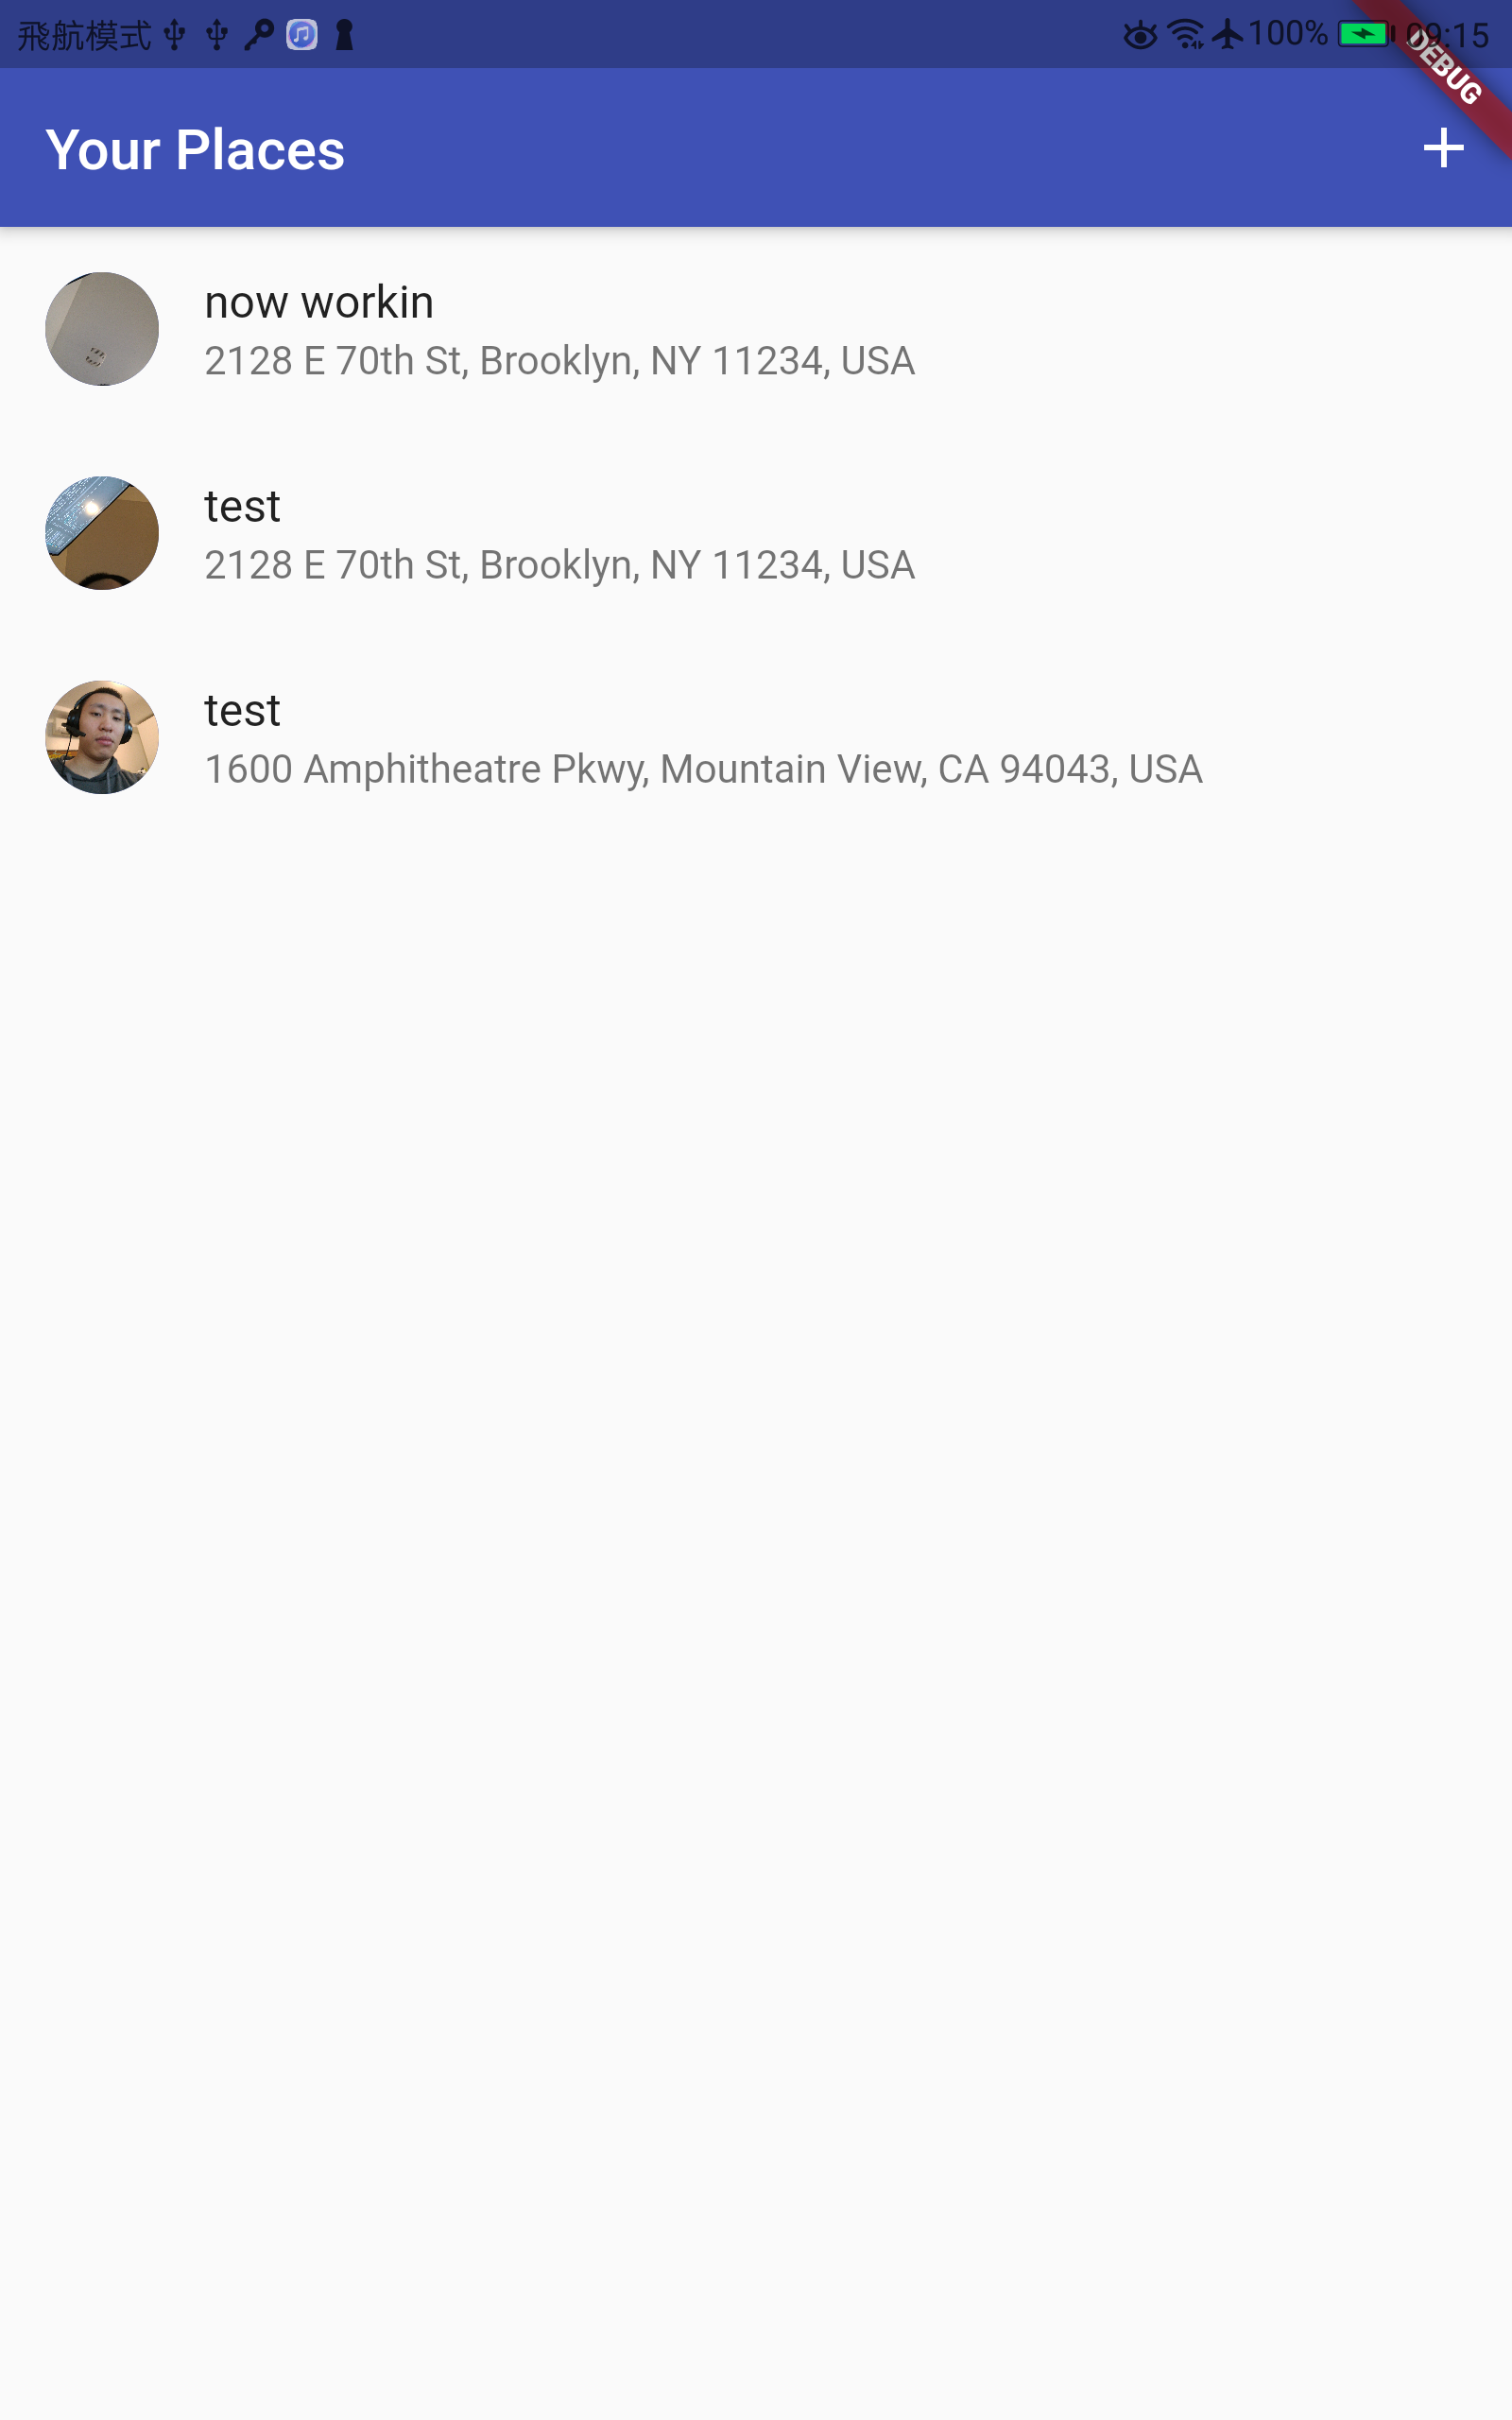 飛航模式 100% 09:15
DEBUG
Your Places
now workin
2128 E 70th St, Brooklyn, NY 11234, USA
test
2128 E 70th St, Brooklyn, NY 11234, USA
test
1600 Amphitheatre Pkwy, Mountain View, CA 94043, USA